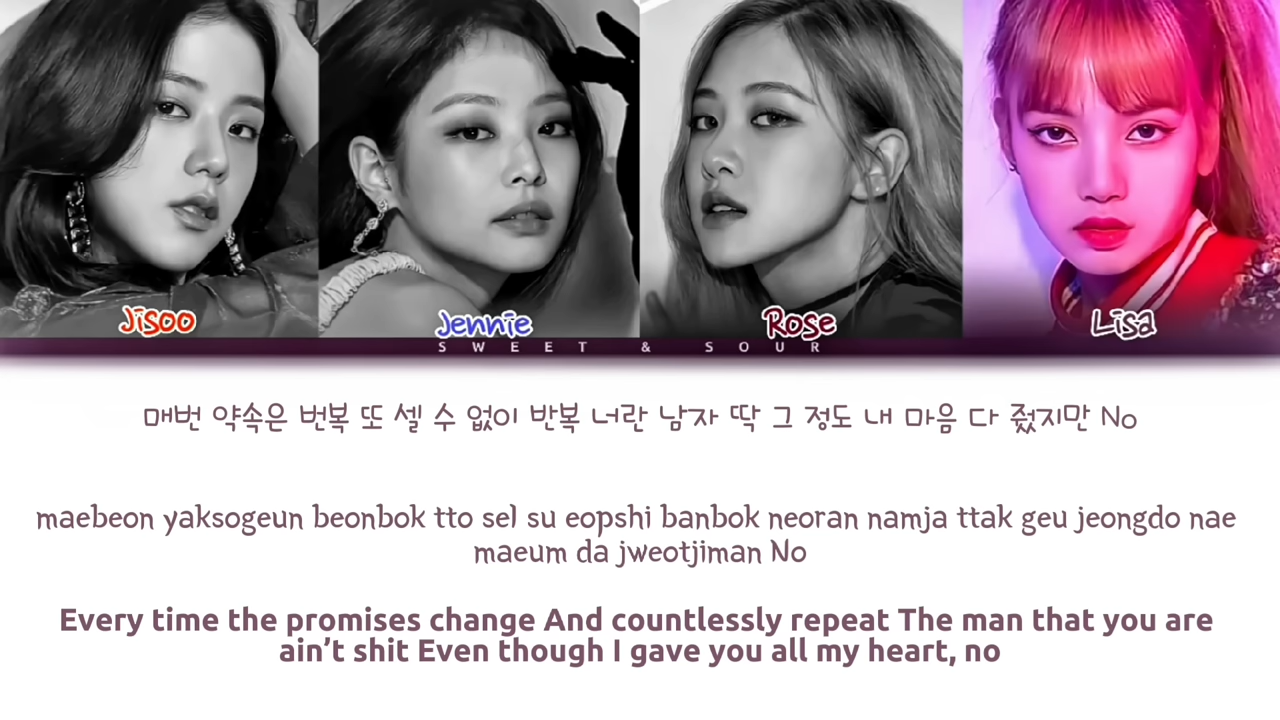 Jisoo
Jennie
Rose
Lisa
SWEET & SOUR
매번 약속은 번복 또 셀 수 없이 반복 너란 남자 딱 그 정도 내 마음 다 줬지만 No
maebeon yaksogeun beonbok tto sel su eopshi banbok neoran namja ttak geu jeongdo nae
maeum da jweotjiman No
Every time the promises change And countlessly repeat The man that you are
ain’t shit Even though I gave you all my heart, no